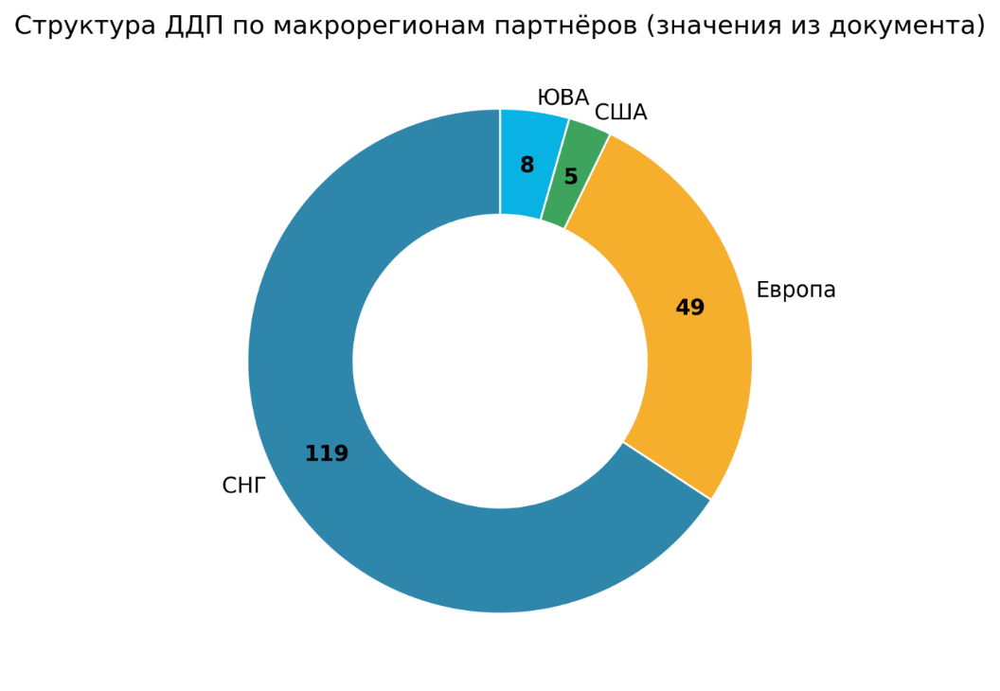 Структура ДДП по макрорегионам партнёров (значения из документа)
ЮВА
США
8
5
Европа
49
119
СНГ